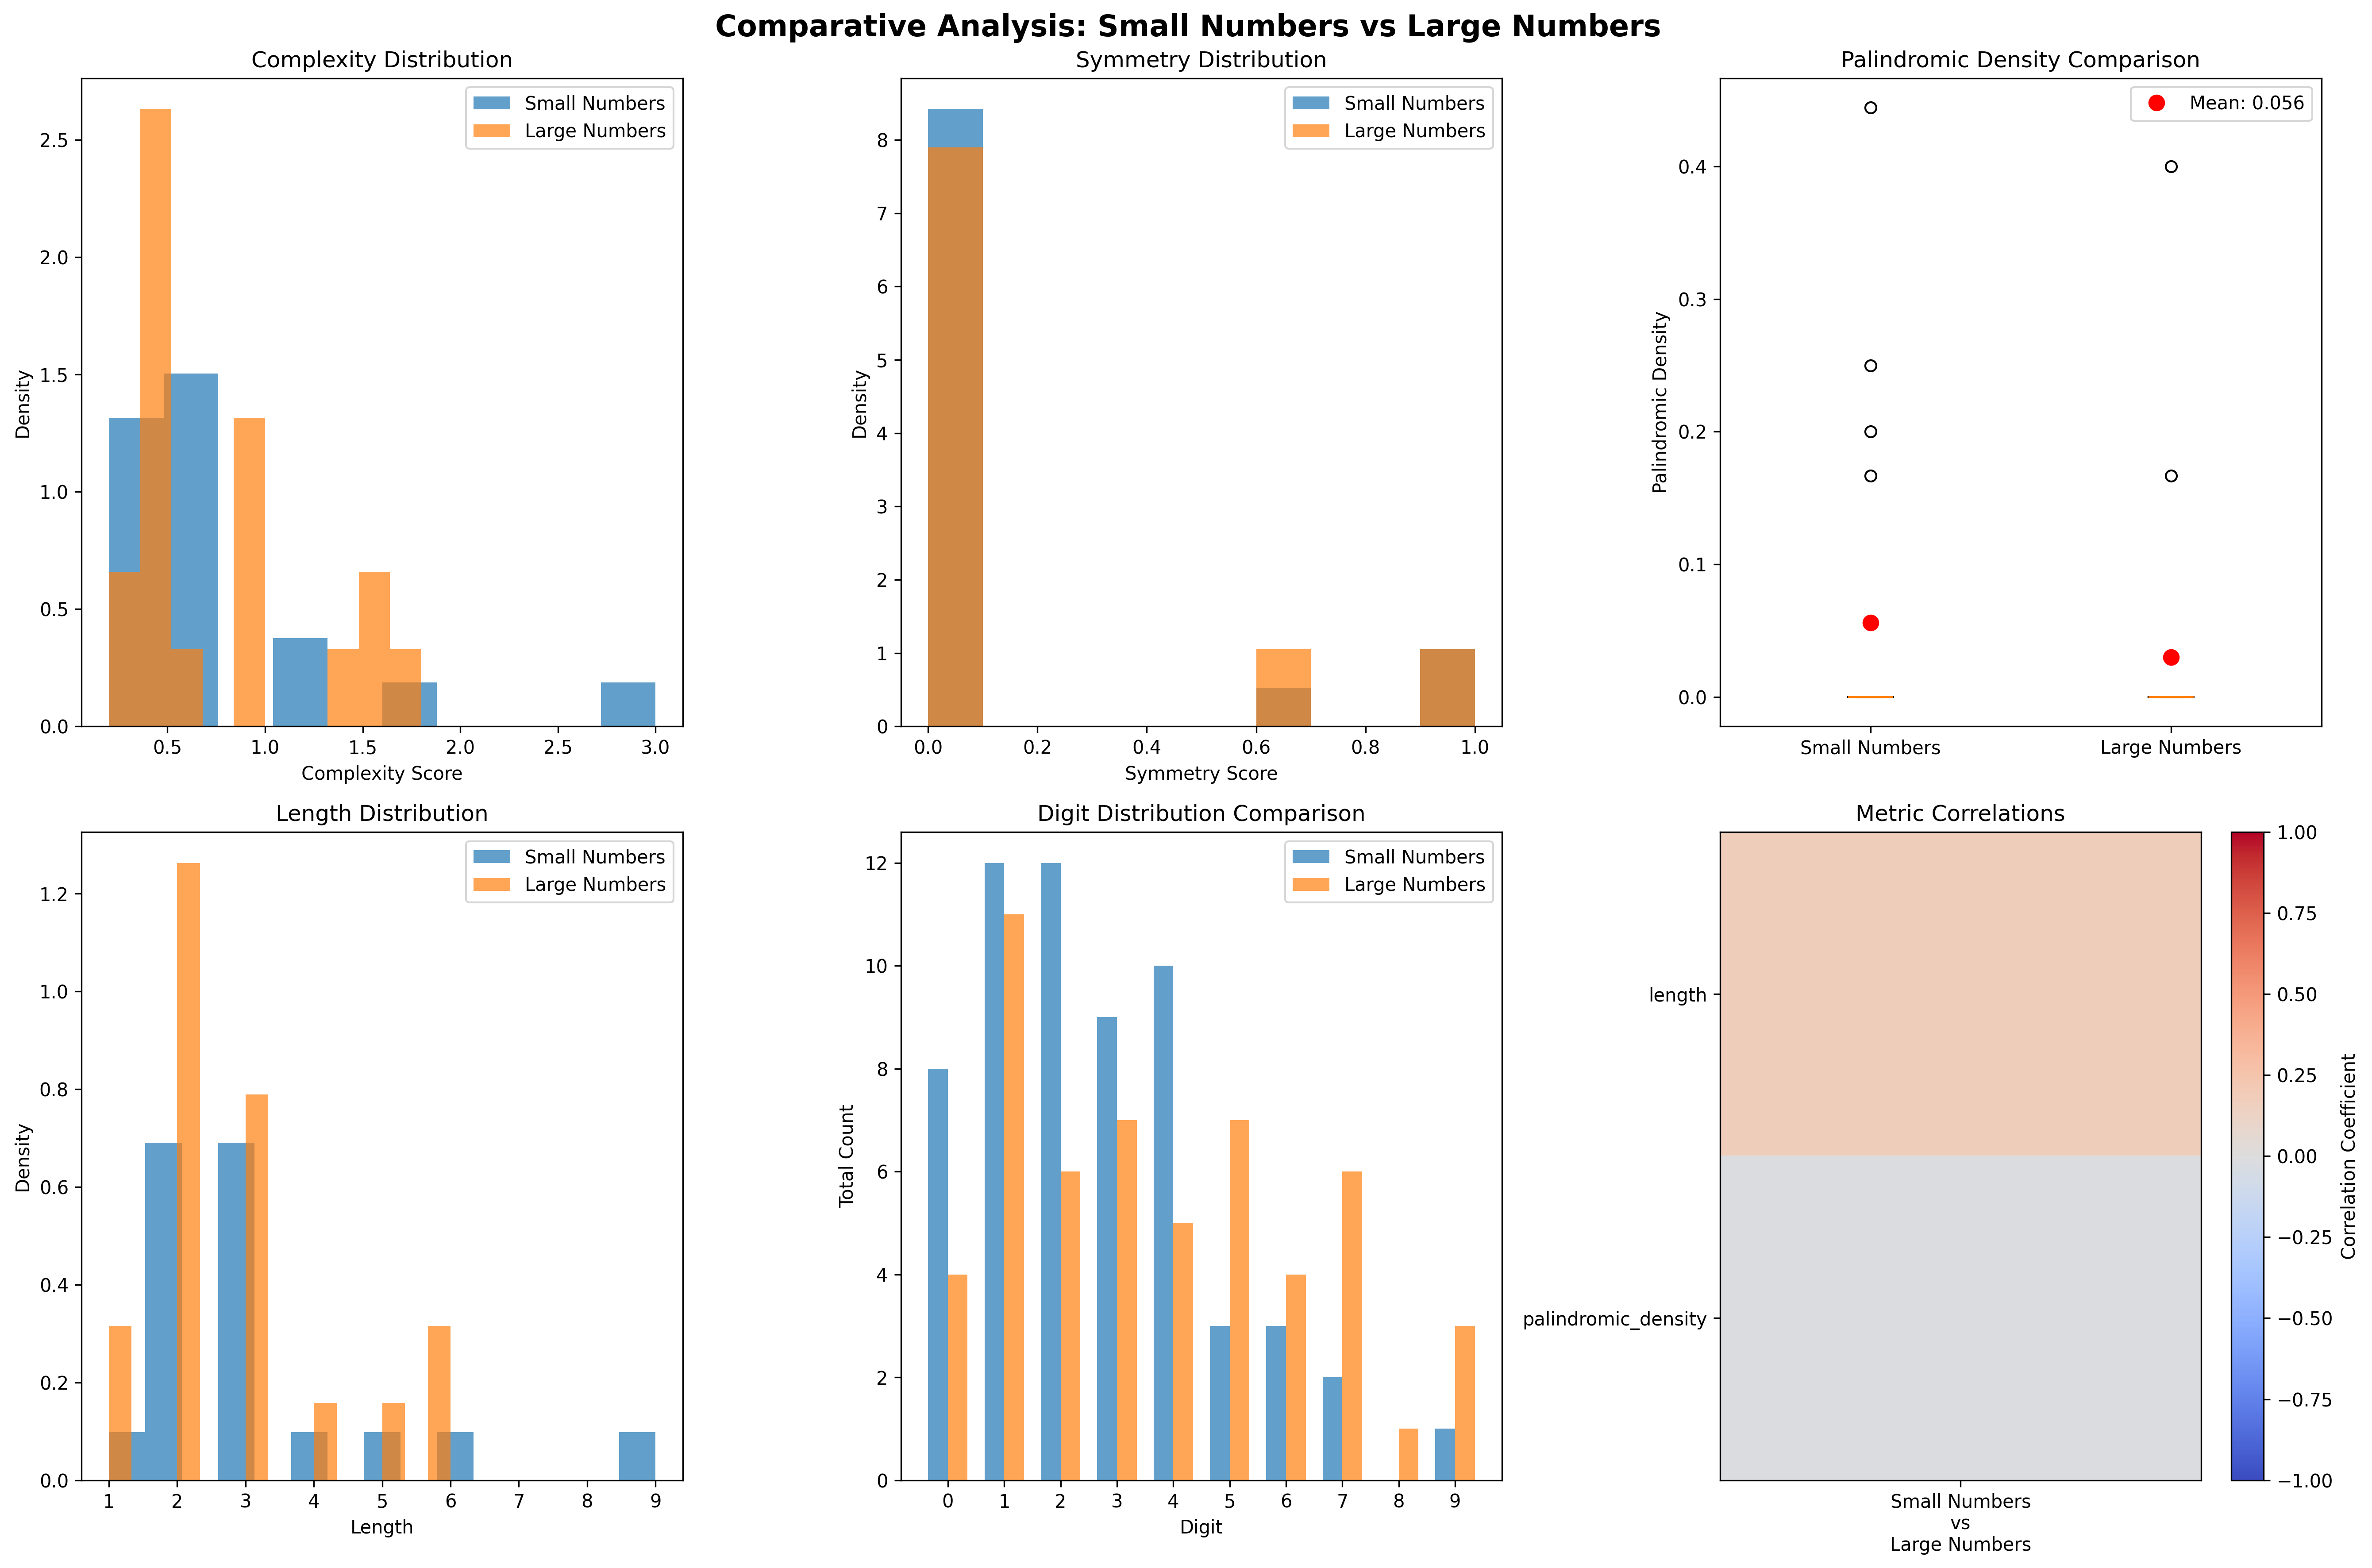 Comparative Analysis: Small Numbers vs Large Numbers
Complexity Distribution
Small Numbers
Large Numbers
Density
2.5
2.0
1.5
1.0
0.5
0.0
0.5
1.0
1.5
2.0
2.5
3.0
Complexity Score
Symmetry Distribution
Small Numbers
Large Numbers
Density
8
7
6
5
4
3
2
1
0
0.0
0.2
0.4
0.6
0.8
1.0
Symmetry Score
Palindromic Density Comparison
Mean: 0.056
Palindromic Density
0.4
0.3
0.2
0.1
0.0
Small Numbers
Large Numbers
Length Distribution
Small Numbers
Large Numbers
Density
1.2
1.0
0.8
0.6
0.4
0.2
0.0
1
2
3
4
5
6
7
8
9
Length
Digit Distribution Comparison
Small Numbers
Large Numbers
Total Count
12
10
8
6
4
2
0
0
1
2
3
4
5
6
7
8
9
Digit
Metric Correlations
length
palindromic_density
Small Numbers
vs
Large Numbers
1.00
0.75
0.50
0.25
0.00
−0.25
−0.50
−0.75
−1.00
Correlation Coefficient